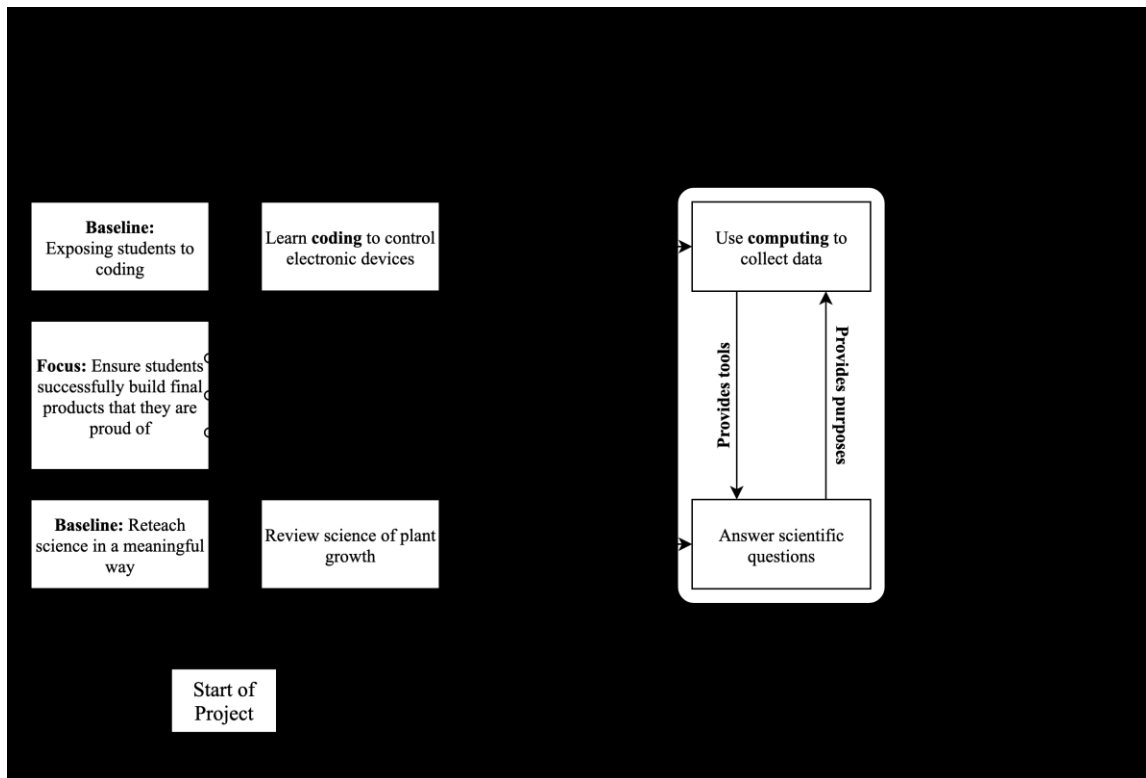 Baseline:
Exposing students to
coding
Learn coding to control
electronic devices
Use computing to
collect data
Focus: Ensure students
successfully build final
products that they are
proud of
Provides tools
Provides purposes
Baseline: Reteach
science in a meaningful
way
Review science of plant
growth
Answer scientific
questions
Start of
Project